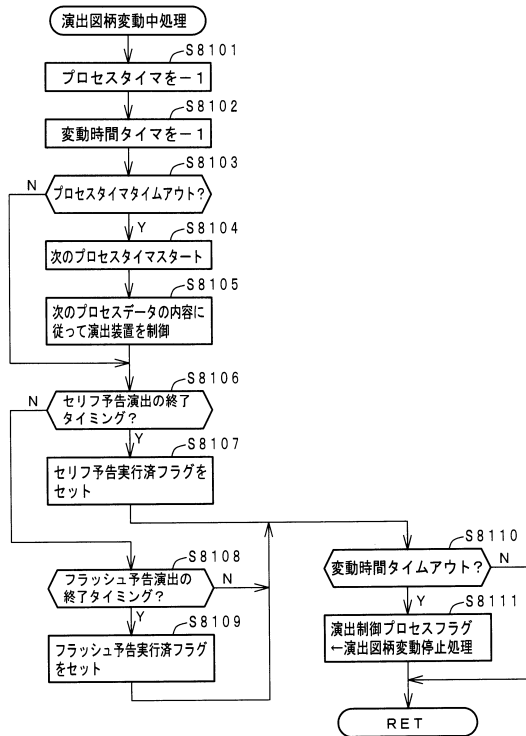 演出図柄変動中処理
S8101
プロセスタイマを－1
S8102
変動時間タイマを－1
S8103
プロセスタイマタイムアウト?
N
Y
S8104
次のプロセスタイマスタート
S8105
次のプロセスデータの内容に
従って演出装置を制御
S8106
セリフ予告演出の終了
タイミング?
N
Y
S8107
セリフ予告実行済フラグを
セット
S8108
フラッシュ予告演出の
終了タイミング?
N
Y
S8109
フラッシュ予告実行済フラグ
をセット
S8110
変動時間タイムアウト?
N
Y
S8111
演出制御プロセスフラグ
←演出図柄変動停止処理
RET